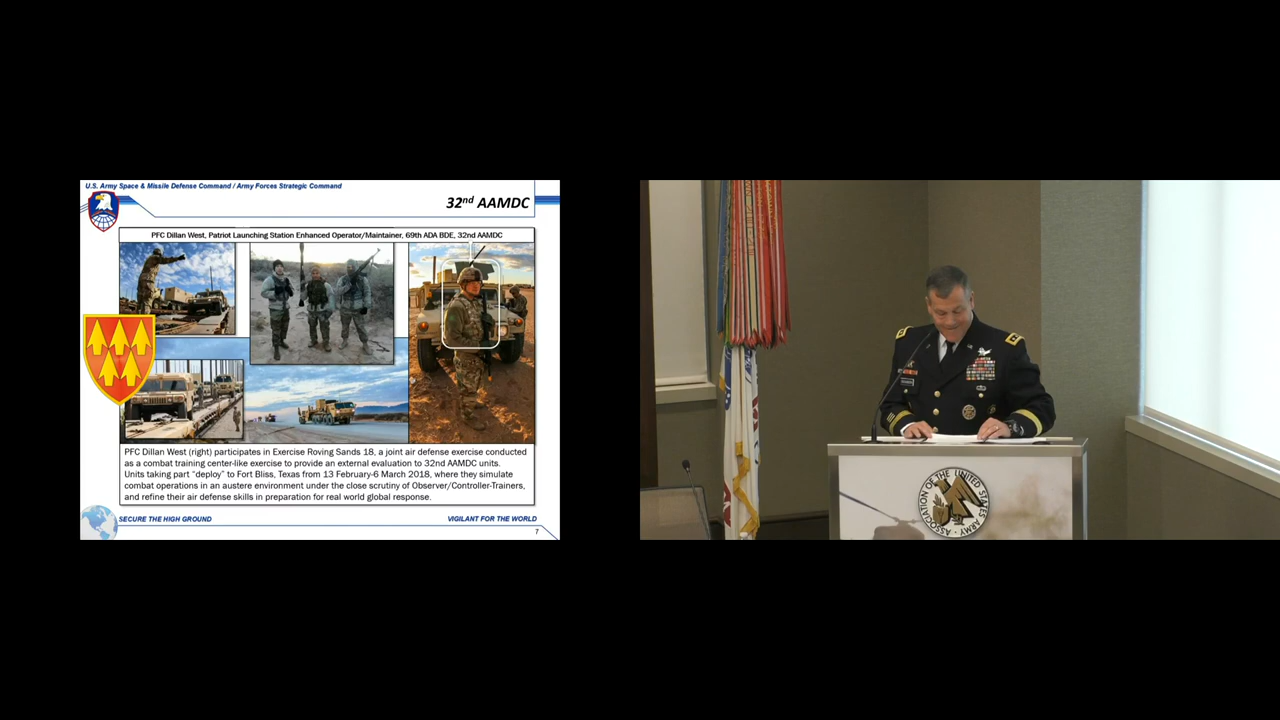 U.S. Army Space & Missile Defense Command / Army Forces Strategic Command
32nd AAMDC
PFC Dillan West, Patriot Launching Station Enhanced Operator/Maintainer, 69th ADA BDE, 32nd AAMDC
PFC Dillan West (right) participates in Exercise Roving Sands 18, a joint air defense exercise conducted
as a combat training center-like exercise to provide an external evaluation to 32nd AAMDC units.
Units taking part “deploy” to Fort Bliss, Texas from 13 February-6 March 2018, where they simulate
combat operations in an austere environment under the close scrutiny of Observer/Controller-Trainers,
and refine their air defense skills in preparation for real world global response.
SECURE THE HIGH GROUND
VIGILANT FOR THE WORLD
7
ASSOCIATION OF THE UNITED STATES ARMY